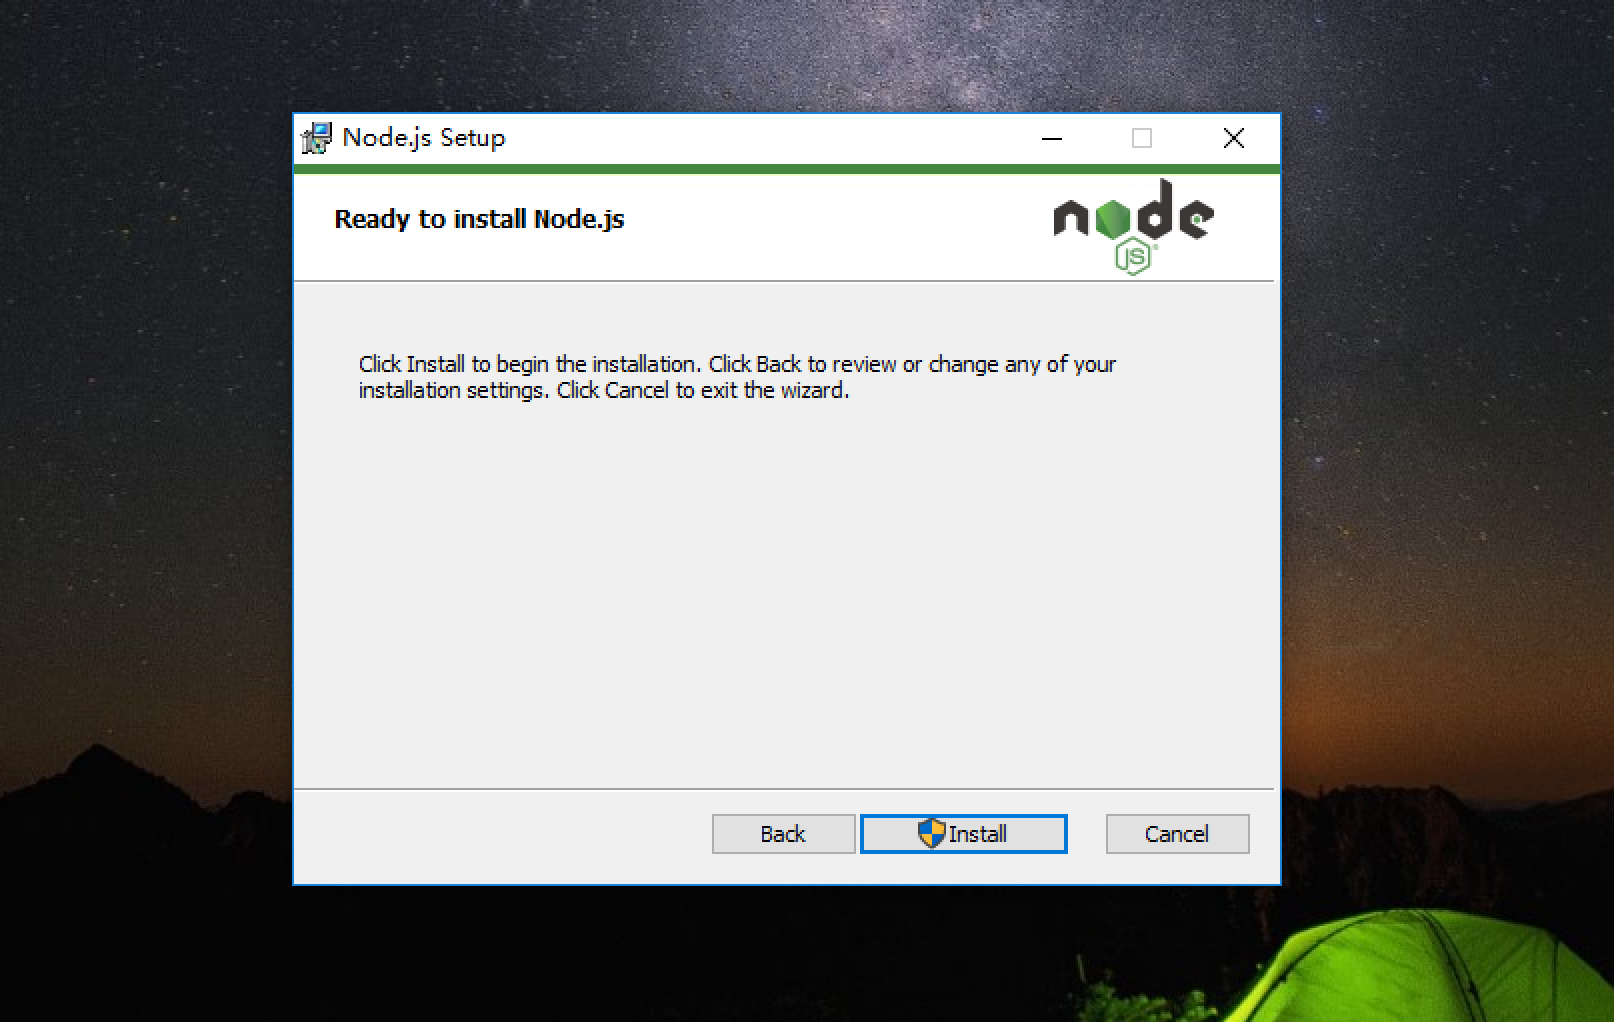 Node.js Setup
Ready to install Node.js
node
JS
Click Install to begin the installation. Click Back to review or change any of your
installation settings. Click Cancel to exit the wizard.
Back
Install
Cancel